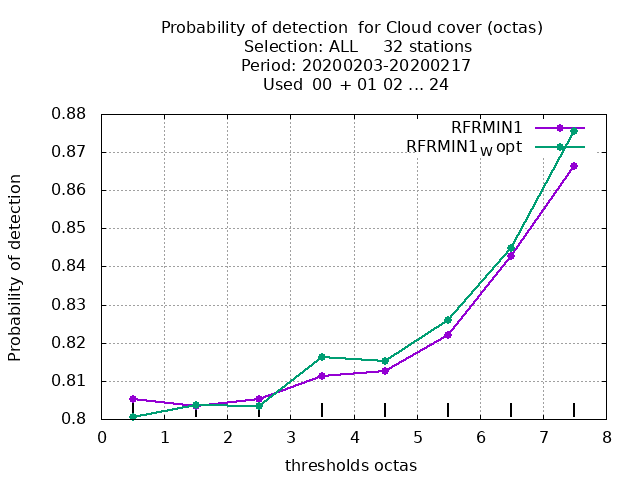 Probability of detection  for Cloud cover (octas)
Selection: ALL     32 stations
Period: 20200203-20200217
Used  00  + 01 02 ... 24
RFRMIN1
RFRMIN1W opt
0.88
0.87
0.86
0.85
0.84
0.83
0.82
0.81
0.8
Probability of detection
0 1 2 3 4 5 6 7 8
thresholds octas